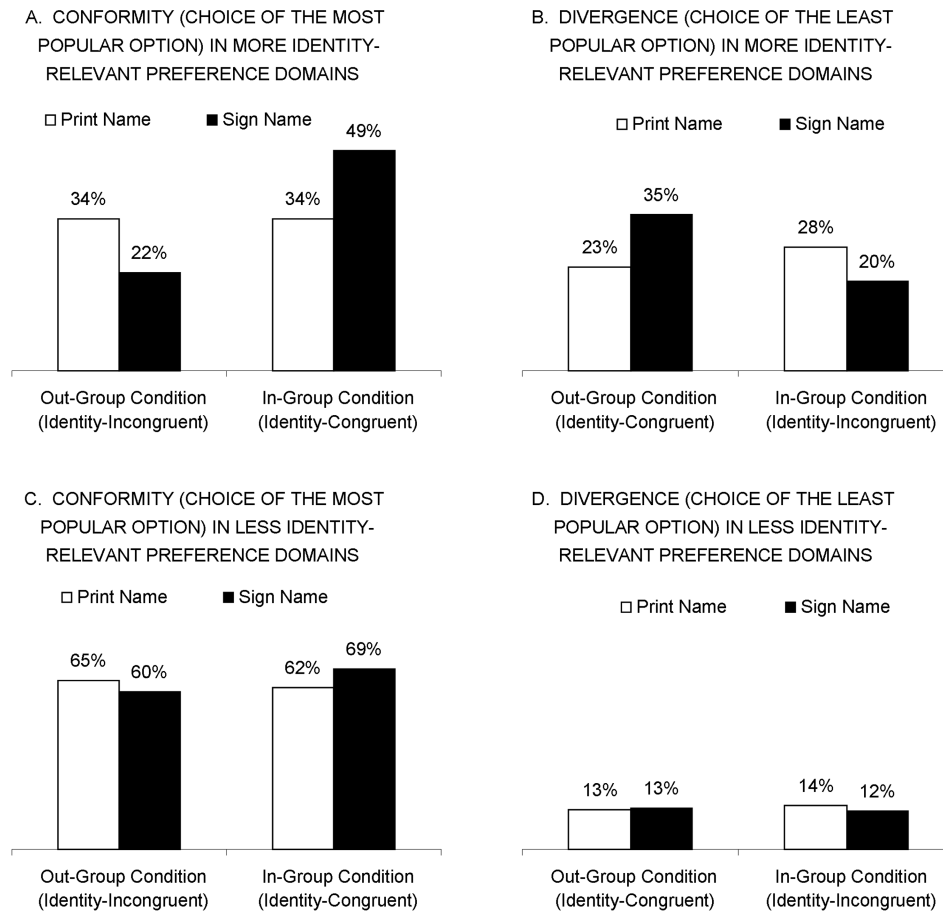 A. CONFORMITY (CHOICE OF THE MOST
POPULAR OPTION) IN MORE IDENTITY-
RELEVANT PREFERENCE DOMAINS
Print Name
Sign Name
34%
22%
34%
49%
Out-Group Condition
(Identity-Incongruent)
In-Group Condition
(Identity-Congruent)
B. DIVERGENCE (CHOICE OF THE LEAST
POPULAR OPTION) IN MORE IDENTITY-
RELEVANT PREFERENCE DOMAINS
Print Name
Sign Name
23%
35%
28%
20%
Out-Group Condition
(Identity-Congruent)
In-Group Condition
(Identity-Incongruent)
C. CONFORMITY (CHOICE OF THE MOST
POPULAR OPTION) IN LESS IDENTITY-
RELEVANT PREFERENCE DOMAINS
Print Name
Sign Name
65%
60%
62%
69%
Out-Group Condition
(Identity-Incongruent)
In-Group Condition
(Identity-Congruent)
D. DIVERGENCE (CHOICE OF THE LEAST
POPULAR OPTION) IN LESS IDENTITY-
RELEVANT PREFERENCE DOMAINS
Print Name
Sign Name
13%
13%
14%
12%
Out-Group Condition
(Identity-Congruent)
In-Group Condition
(Identity-Incongruent)